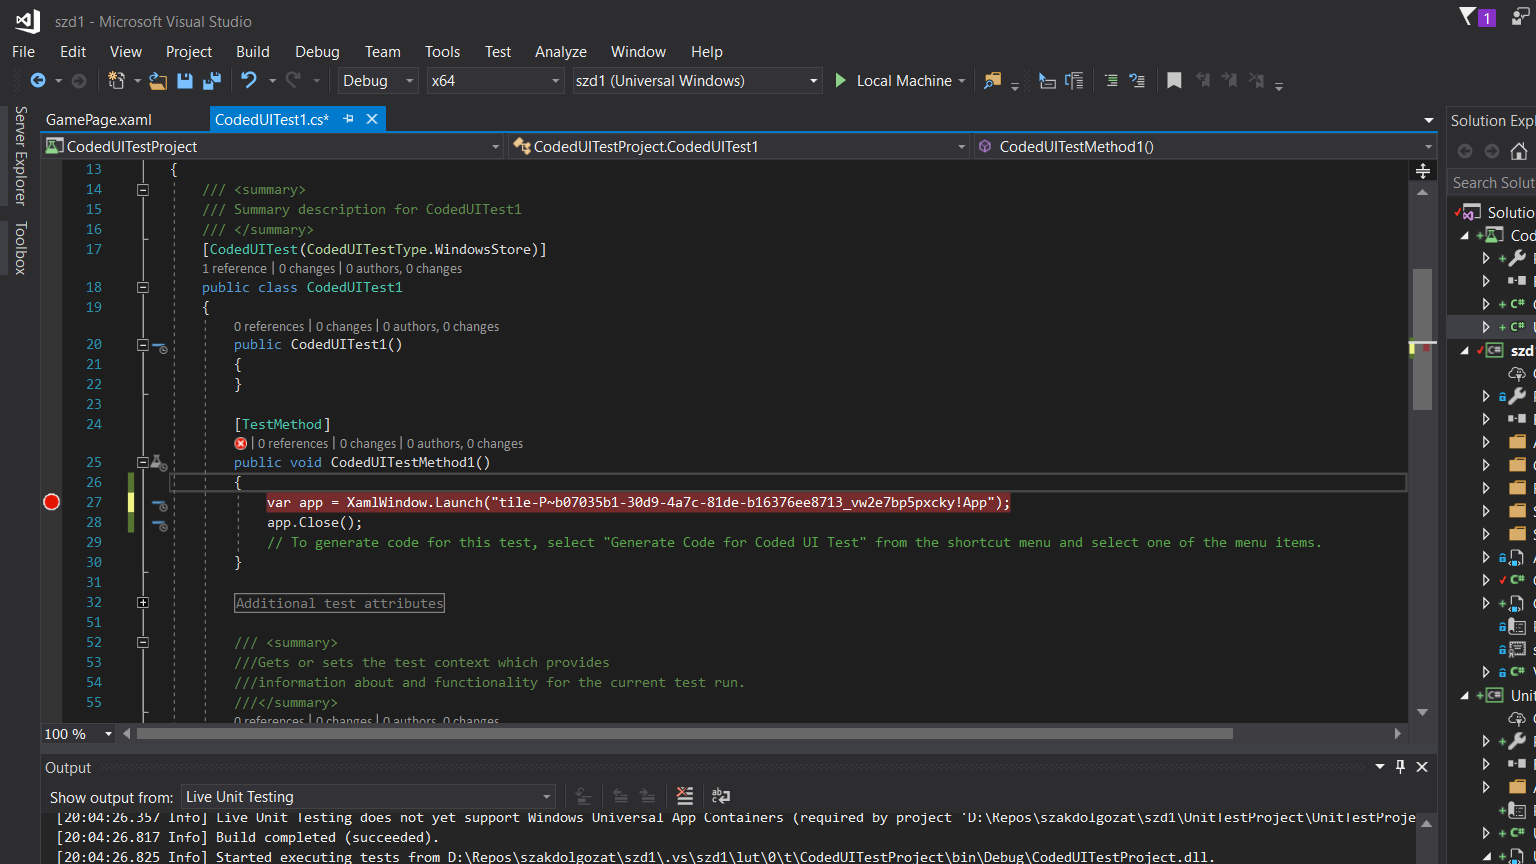 szd1 - Microsoft Visual Studio
1
File Edit View Project Build Debug Team Tools Test Analyze Window Help
Debug x64 szd1 (Universal Windows) Local Machine
Server Explorer
Toolbox
GamePage.xaml CodedUITest1.cs*
CodedUITestProject CodedUITestProject.CodedUITest1 CodedUITestMethod1()
13 {
14 /// <summary>
15 /// Summary description for CodedUITest1
16 /// </summary>
17 [CodedUITest(CodedUITestType.WindowsStore)]
1 reference | 0 changes | 0 authors, 0 changes
18 public class CodedUITest1
19 {
0 references | 0 changes | 0 authors, 0 changes
20 public CodedUITest1()
21 {
22 }
23
24 [TestMethod]
| 0 references | 0 changes | 0 authors, 0 changes
25 public void CodedUITestMethod1()
26 {
27 var app = XamlWindow.Launch("tile-P~b07035b1-30d9-4a7c-81de-b16376ee8713_vw2e7bp5pxcky!App");
28 app.Close();
29 // To generate code for this test, select "Generate Code for Coded UI Test" from the shortcut menu and select one of the menu items.
30 }
31
32 Additional test attributes
51
52 /// <summary>
53 ///Gets or sets the test context which provides
54 ///information about and functionality for the current test run.
55 ///</summary>
0 references | 0 changes | 0 authors, 0 changes
100 %
Output
Show output from: Live Unit Testing
[20:04:26.357 Info] Live Unit Testing does not yet support Windows Universal App Containers (required by project 'D:\Repos\szakdolgozat\szd1\UnitTestProject\UnitTestProje
[20:04:26.817 Info] Build completed (succeeded).
[20:04:26.825 Info] Started executing tests from D:\Repos\szakdolgozat\szd1\.vs\szd1\lut\0\t\CodedUITestProject\bin\Debug\CodedUITestProject.dll.
Solution Expl
Search Solut
Solutio
Cod
C#
C#
C# szd
C#
C#
C# Unit
C#